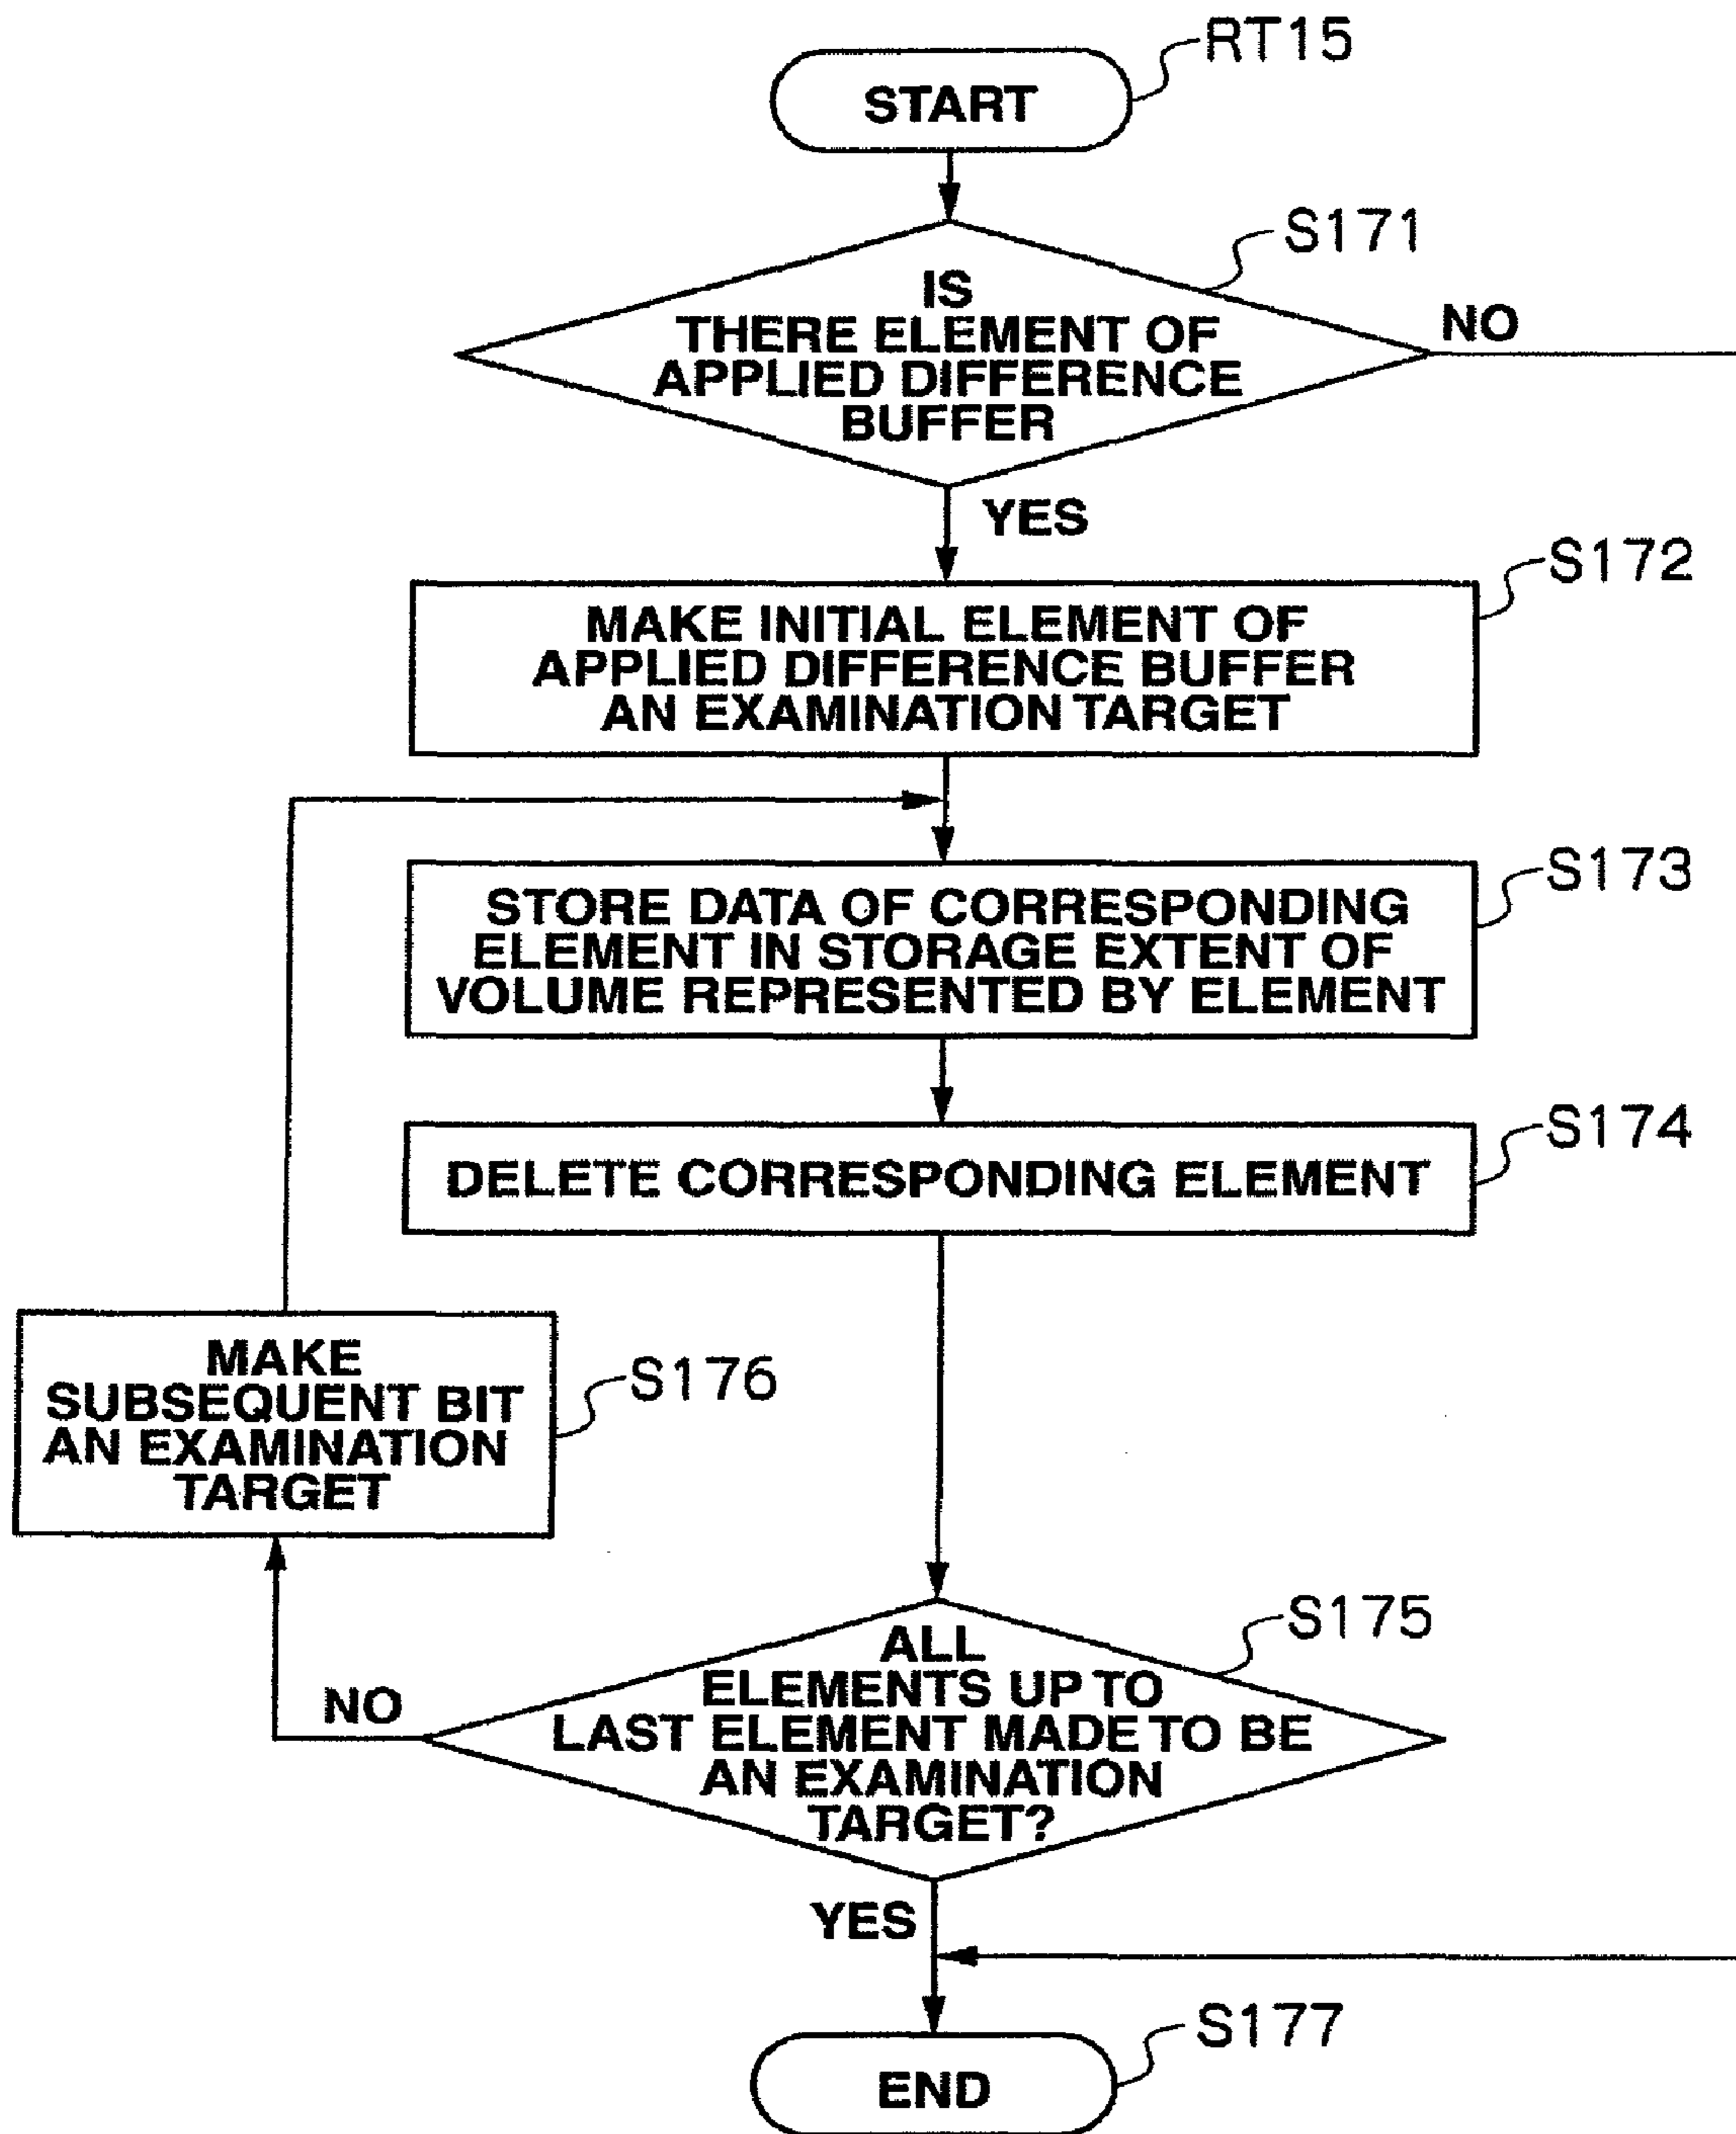 RT15
START
S171
IS
THERE ELEMENT OF
APPLIED DIFFERENCE
BUFFER
NO
YES
S172
MAKE INITIAL ELEMENT OF
APPLIED DIFFERENCE BUFFER
AN EXAMINATION TARGET
S173
STORE DATA OF CORRESPONDING
ELEMENT IN STORAGE EXTENT OF
VOLUME REPRESENTED BY ELEMENT
S174
DELETE CORRESPONDING ELEMENT
MAKE
SUBSEQUENT BIT
AN EXAMINATION
TARGET
S176
S175
ALL
ELEMENTS UP TO
LAST ELEMENT MADE TO BE
AN EXAMINATION
TARGET?
NO
YES
S177
END